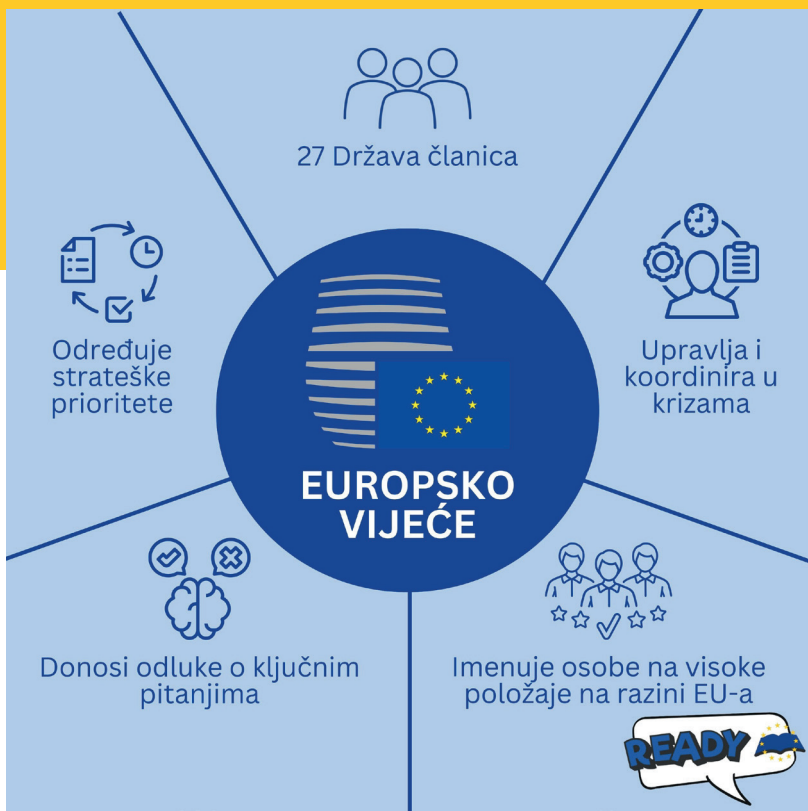 27 Država članica
Određuje
strateške
prioritete
Upravlja i
koordinira u
krizama
EUROPSKO
VIJEĆE
Donosi odluke o ključnim
pitanjima
Imenuje osobe na visoke
položaje na razini EU-a
READY